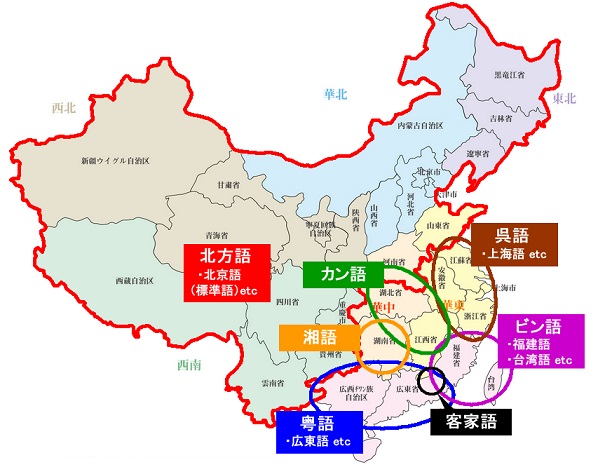 黒竜江省
東北
華北
西北
吉林省
内蒙古自治区
遼寧省
新疆ウイグル自治区
北京市
甘粛省
天津市
河北省
山西省
陝西省
寧夏回族
自治区
山東省
青海省
河南省
呉語
・上海語 etc
北方語
・北京語
(標準語)etc
カン語
江蘇省
安徽省
西蔵自治区
四川省
湖北省
上海市
重慶市
華中
華東
浙江省
ビン語
・福建語
・台湾語 etc
湘語
湖南省
江西省
福建省
貴州省
西南
台湾
雲南省
広西チワン族
自治区
広東省
粤語
・広東語 etc
客家語